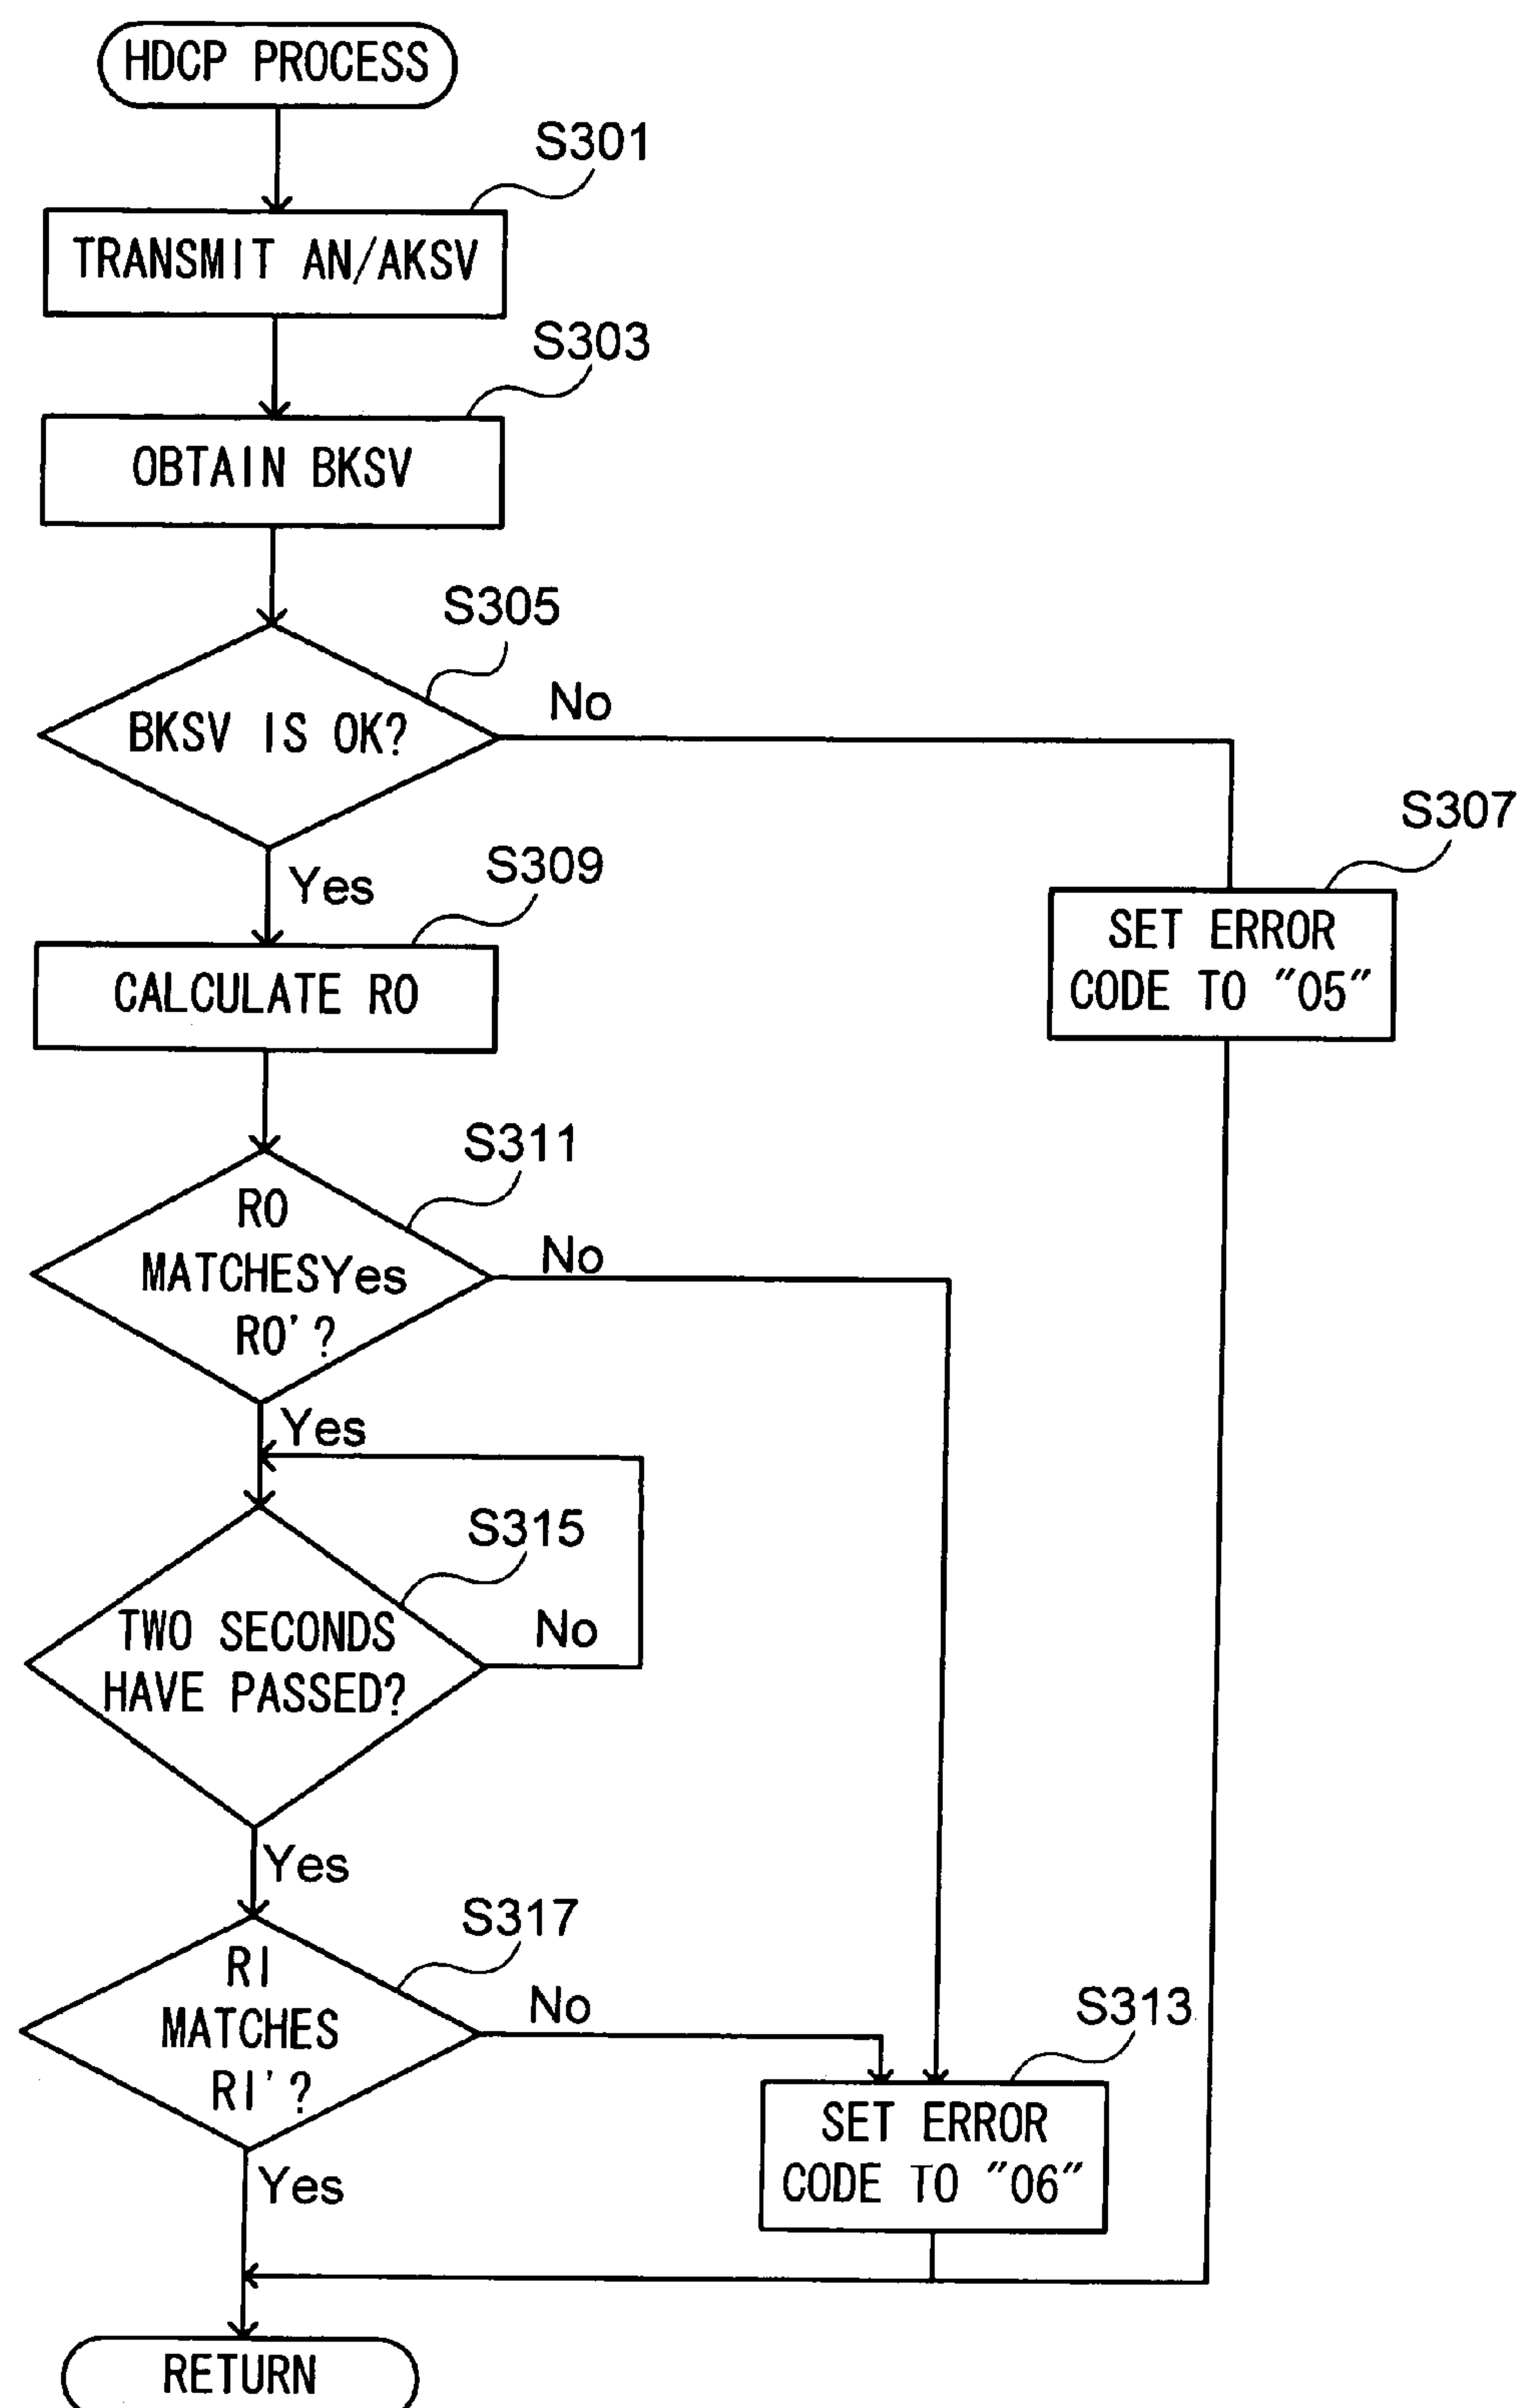 HDCP PROCESS
S301
TRANSMIT AN/AKSV
S303
OBTAIN BKSV
S305
BKSV IS OK?
No
S307
SET ERROR
CODE TO "05"
Yes
S309
CALCULATE R0
S311
R0
MATCHESYes
R0'?
No
Yes
S315
TWO SECONDS
HAVE PASSED?
No
Yes
S317
RI
MATCHES
RI'?
No
S313
SET ERROR
CODE TO "06"
Yes
RETURN